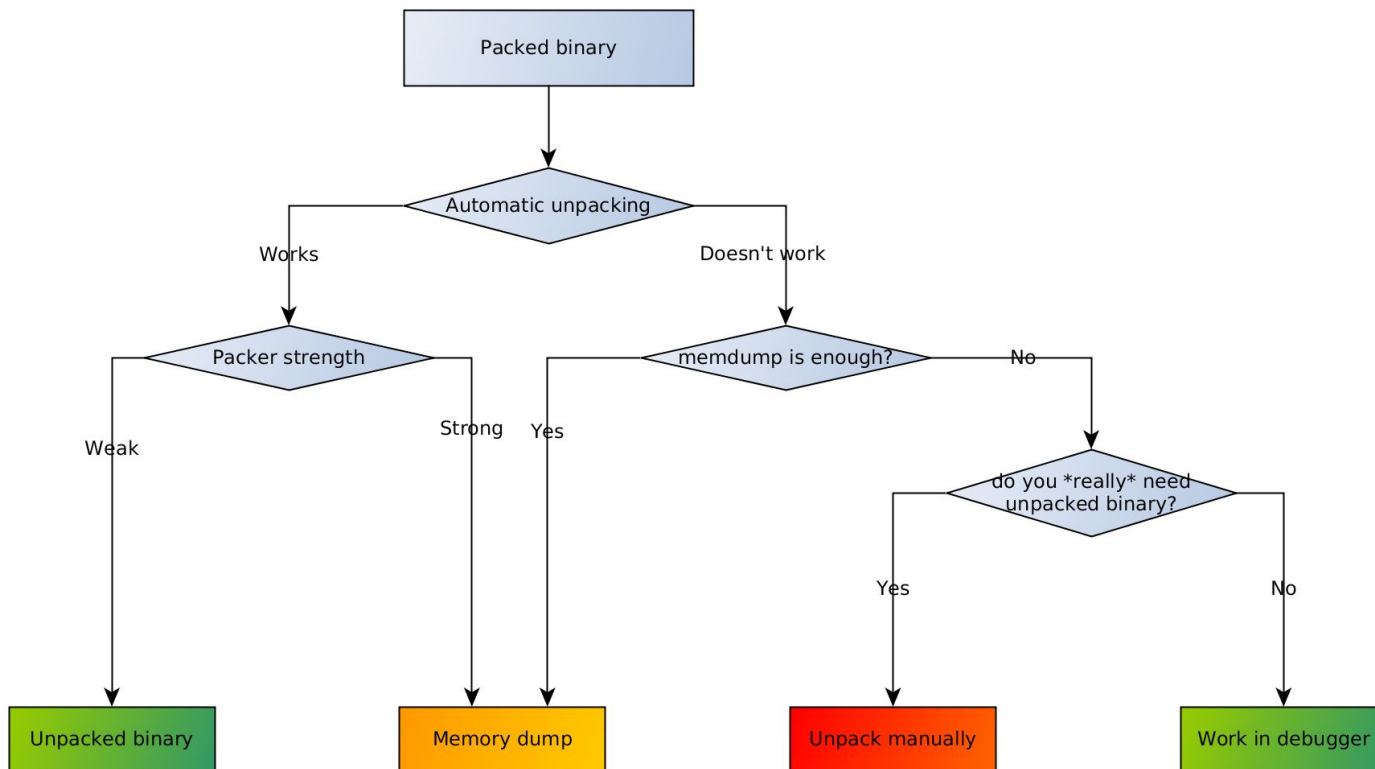 Packed binary
Automatic unpacking
Works
Doesn't work
Packer strength
memdump is enough?
No
Strong
Yes
Weak
do you *really* need
unpacked binary?
Yes
No
Unpacked binary
Memory dump
Unpack manually
Work in debugger